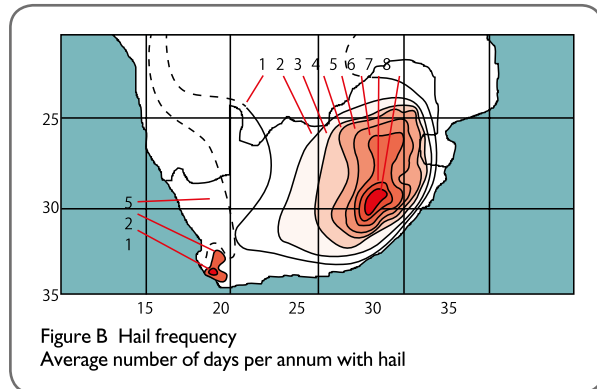 1 2 3 4 5 6 7 8
25
5
30
2
1
35
15 20 25 30 35
Figure B Hail frequency
Average number of days per annum with hail